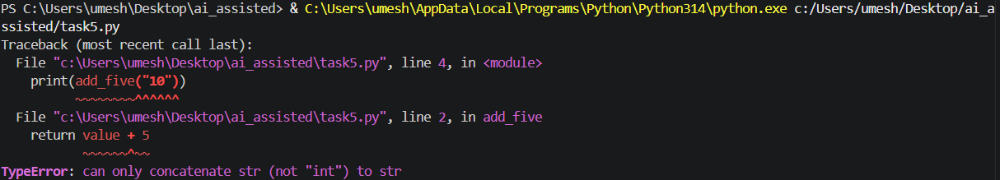 PS C:\Users\umesh\Desktop\ai_assisted> & C:\Users\umesh\AppData\Local\Programs\Python\Python314\python.exe c:/Users/umesh/Desktop/ai_a
ssisted/task5.py
Traceback (most recent call last):
  File "c:\Users\umesh\Desktop\ai_assisted\task5.py", line 4, in <module>
    print(add_five("10"))
          ~~~~~~~~^^^^^^
  File "c:\Users\umesh\Desktop\ai_assisted\task5.py", line 2, in add_five
    return value + 5
           ~~~~~~^~~
TypeError: can only concatenate str (not "int") to str